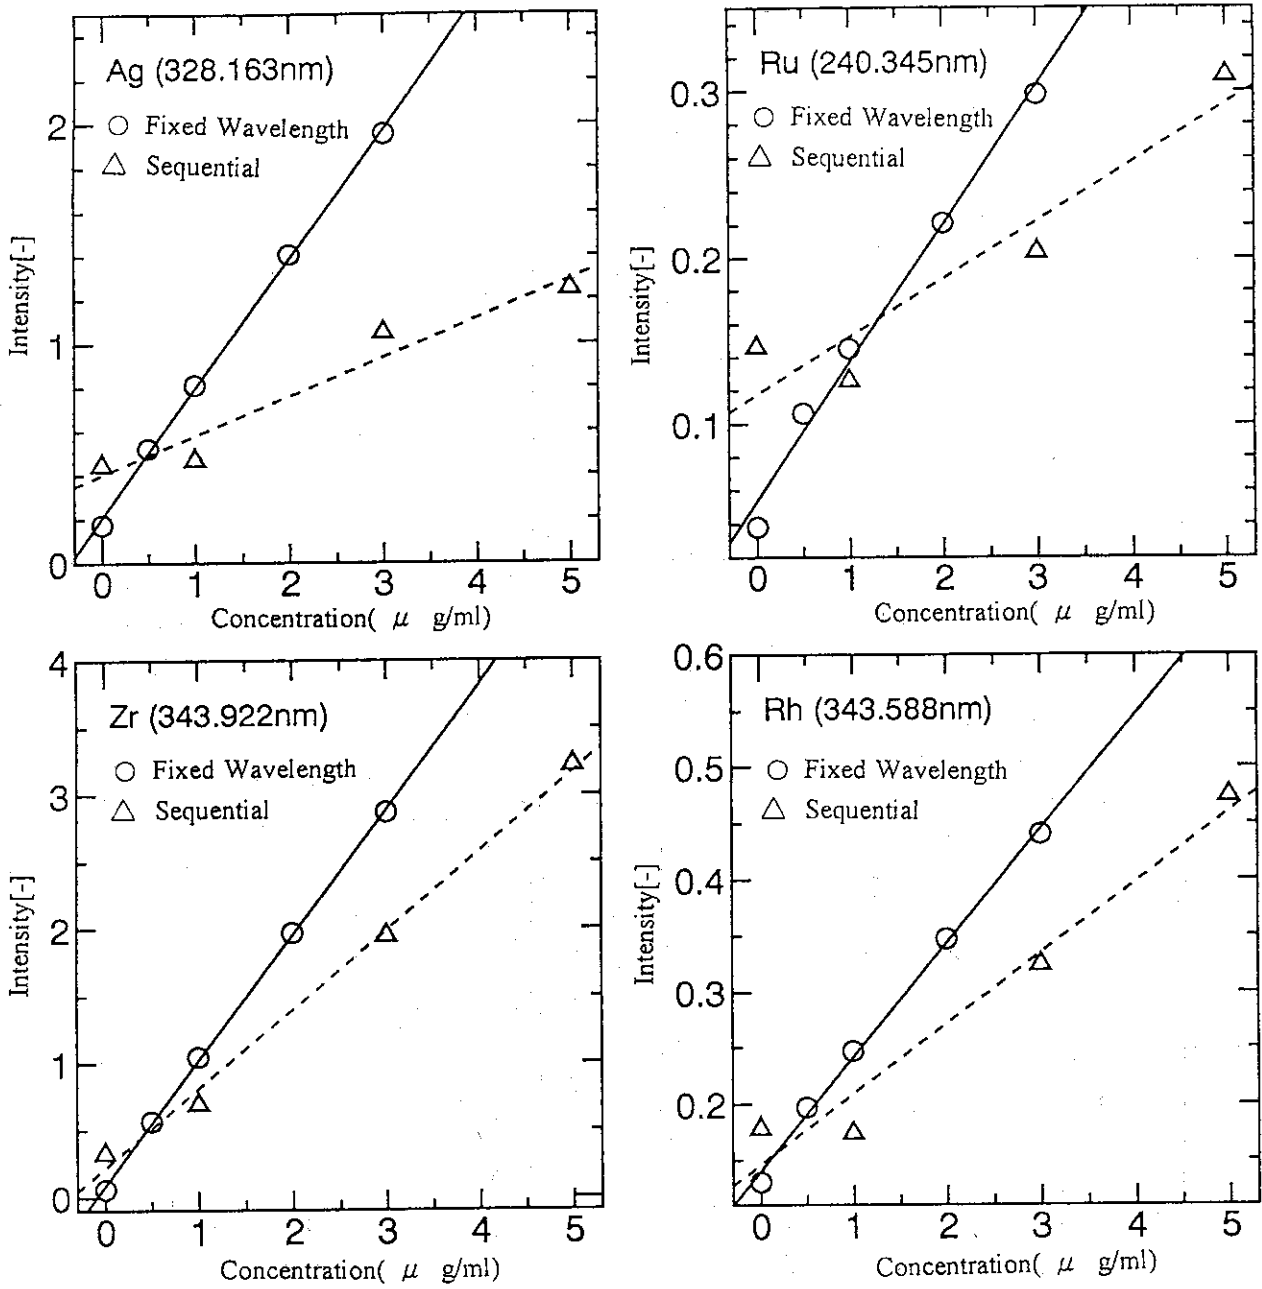 Ag (328.163nm)
○ Fixed Wavelength
△ Sequential
2
1
0
Intensity[-]
0 1 2 3 4 5
Concentration( μ g/ml)
Ru (240.345nm)
○ Fixed Wavelength
△ Sequential
0.3
0.2
0.1
Intensity[-]
0 1 2 3 4 5
Concentration( μ g/ml)
Zr (343.922nm)
○ Fixed Wavelength
△ Sequential
4
3
2
1
0
Intensity[-]
0 1 2 3 4 5
Concentration( μ g/ml)
Rh (343.588nm)
○ Fixed Wavelength
△ Sequential
0.6
0.5
0.4
0.3
0.2
Intensity[-]
0 1 2 3 4 5
Concentration( μ g/ml)